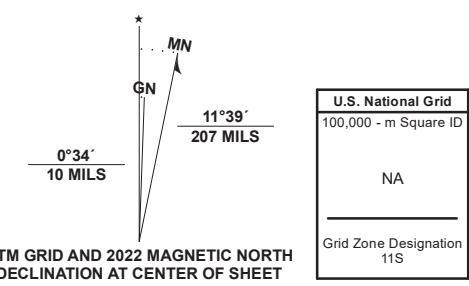 ★
MN
GN
11°39´
207 MILS
0°34´
10 MILS
TM GRID AND 2022 MAGNETIC NORTH
DECLINATION AT CENTER OF SHEET
U.S. National Grid
100,000 - m Square ID
NA
Grid Zone Designation
11S